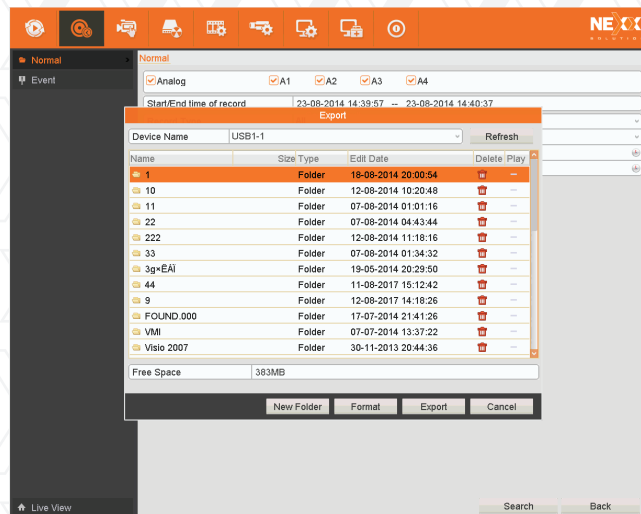 NEXX
SOLUTION
Normal
Event
Normal
Analog A1 A2 A3 A4
Start/End time of record 23-08-2014 14:39:57 -- 23-08-2014 14:40:37
Export
Device Name USB1-1 Refresh
Name Size Type Edit Date Delete Play
1 Folder 18-08-2014 20:00:54
10 Folder 12-08-2014 10:20:48
11 Folder 07-08-2014 01:01:16
22 Folder 07-08-2014 04:43:44
222 Folder 12-08-2014 11:18:16
33 Folder 07-08-2014 01:34:32
3g×ÊÁÏ Folder 19-05-2014 20:29:50
44 Folder 11-08-2017 15:12:42
9 Folder 12-08-2017 14:18:26
FOUND.000 Folder 17-07-2014 21:41:26
VMI Folder 07-07-2014 13:37:22
Visio 2007 Folder 30-11-2013 20:44:36
Free Space 383MB
New Folder Format Export Cancel
Live View Search Back